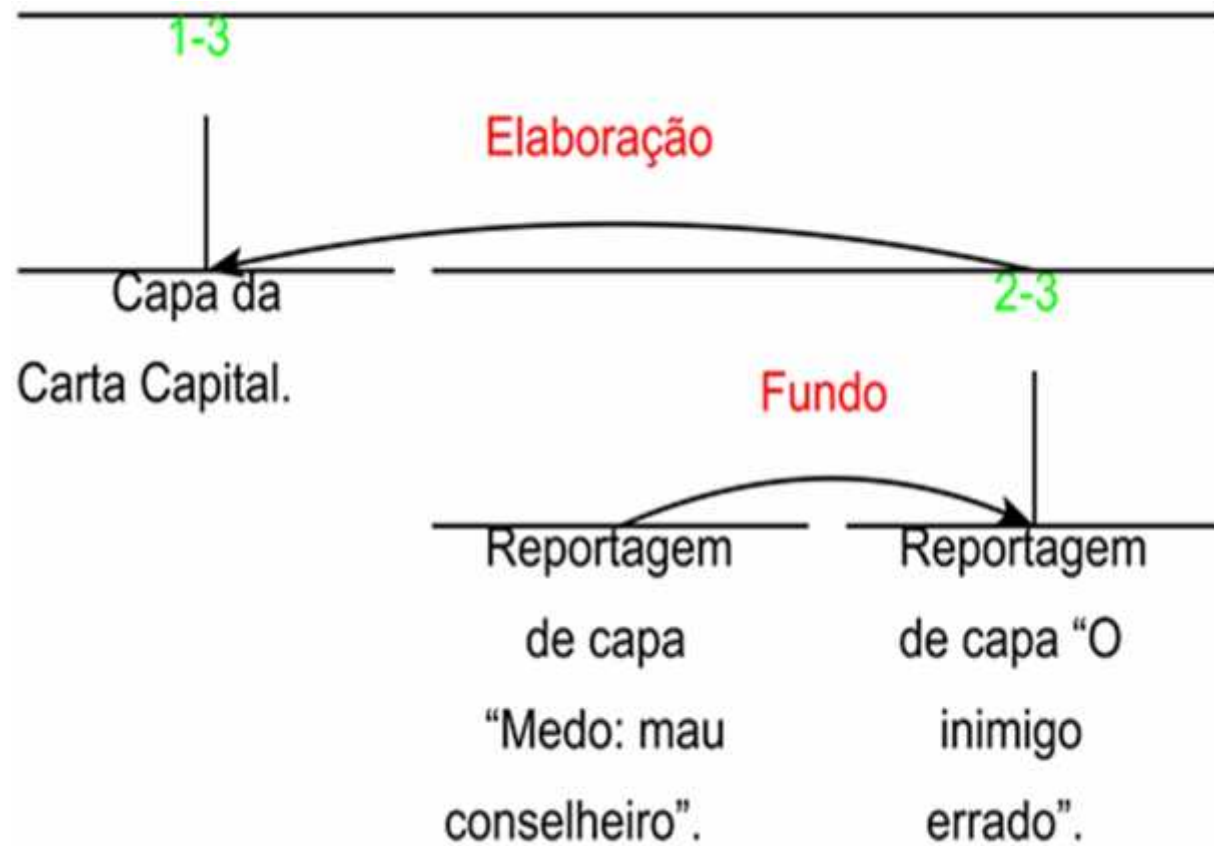 1-3
Elaboração
Capa da
Carta Capital.
2-3
Fundo
Reportagem
de capa
“Medo: mau
conselheiro”.
Reportagem
de capa “O
inimigo
errado”.